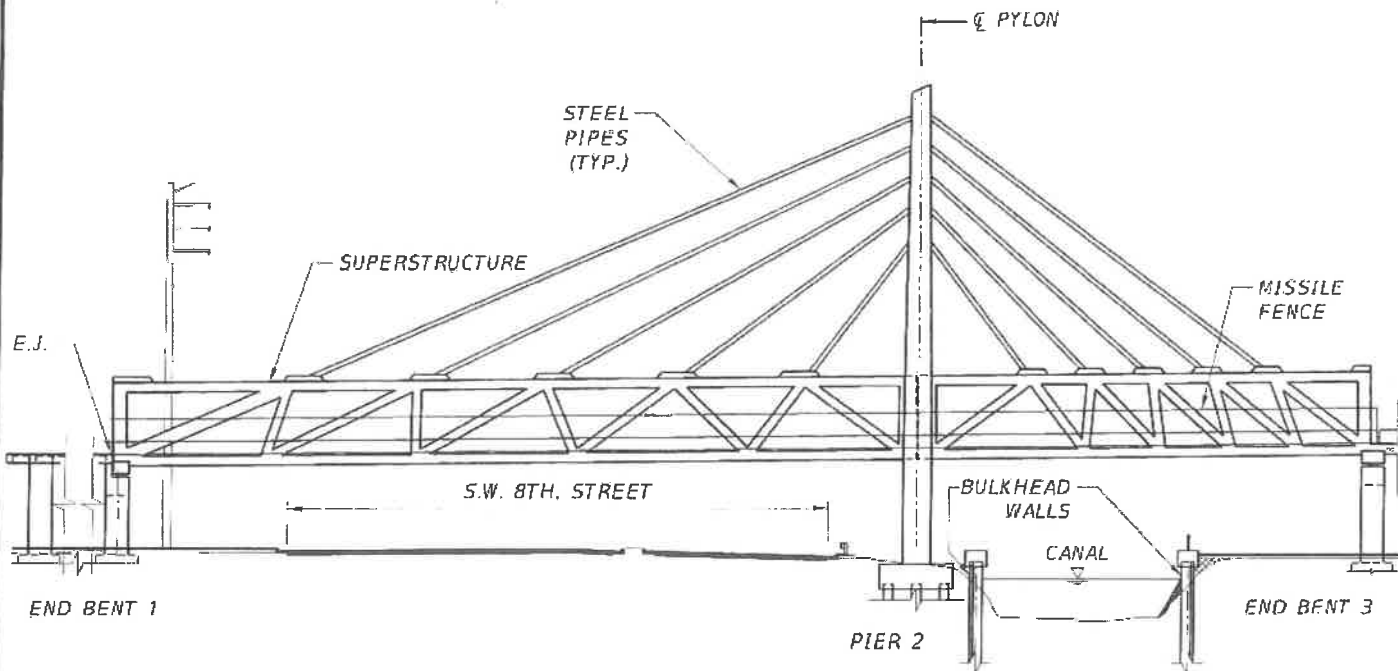 ℄ PYLON
STEEL
PIPES
(TYP.)
SUPERSTRUCTURE
MISSILE
FENCE
E.J.
S.W. 8TH. STREET
BULKHEAD
WALLS
CANAL
END BENT 1
PIER 2
END BENT 3